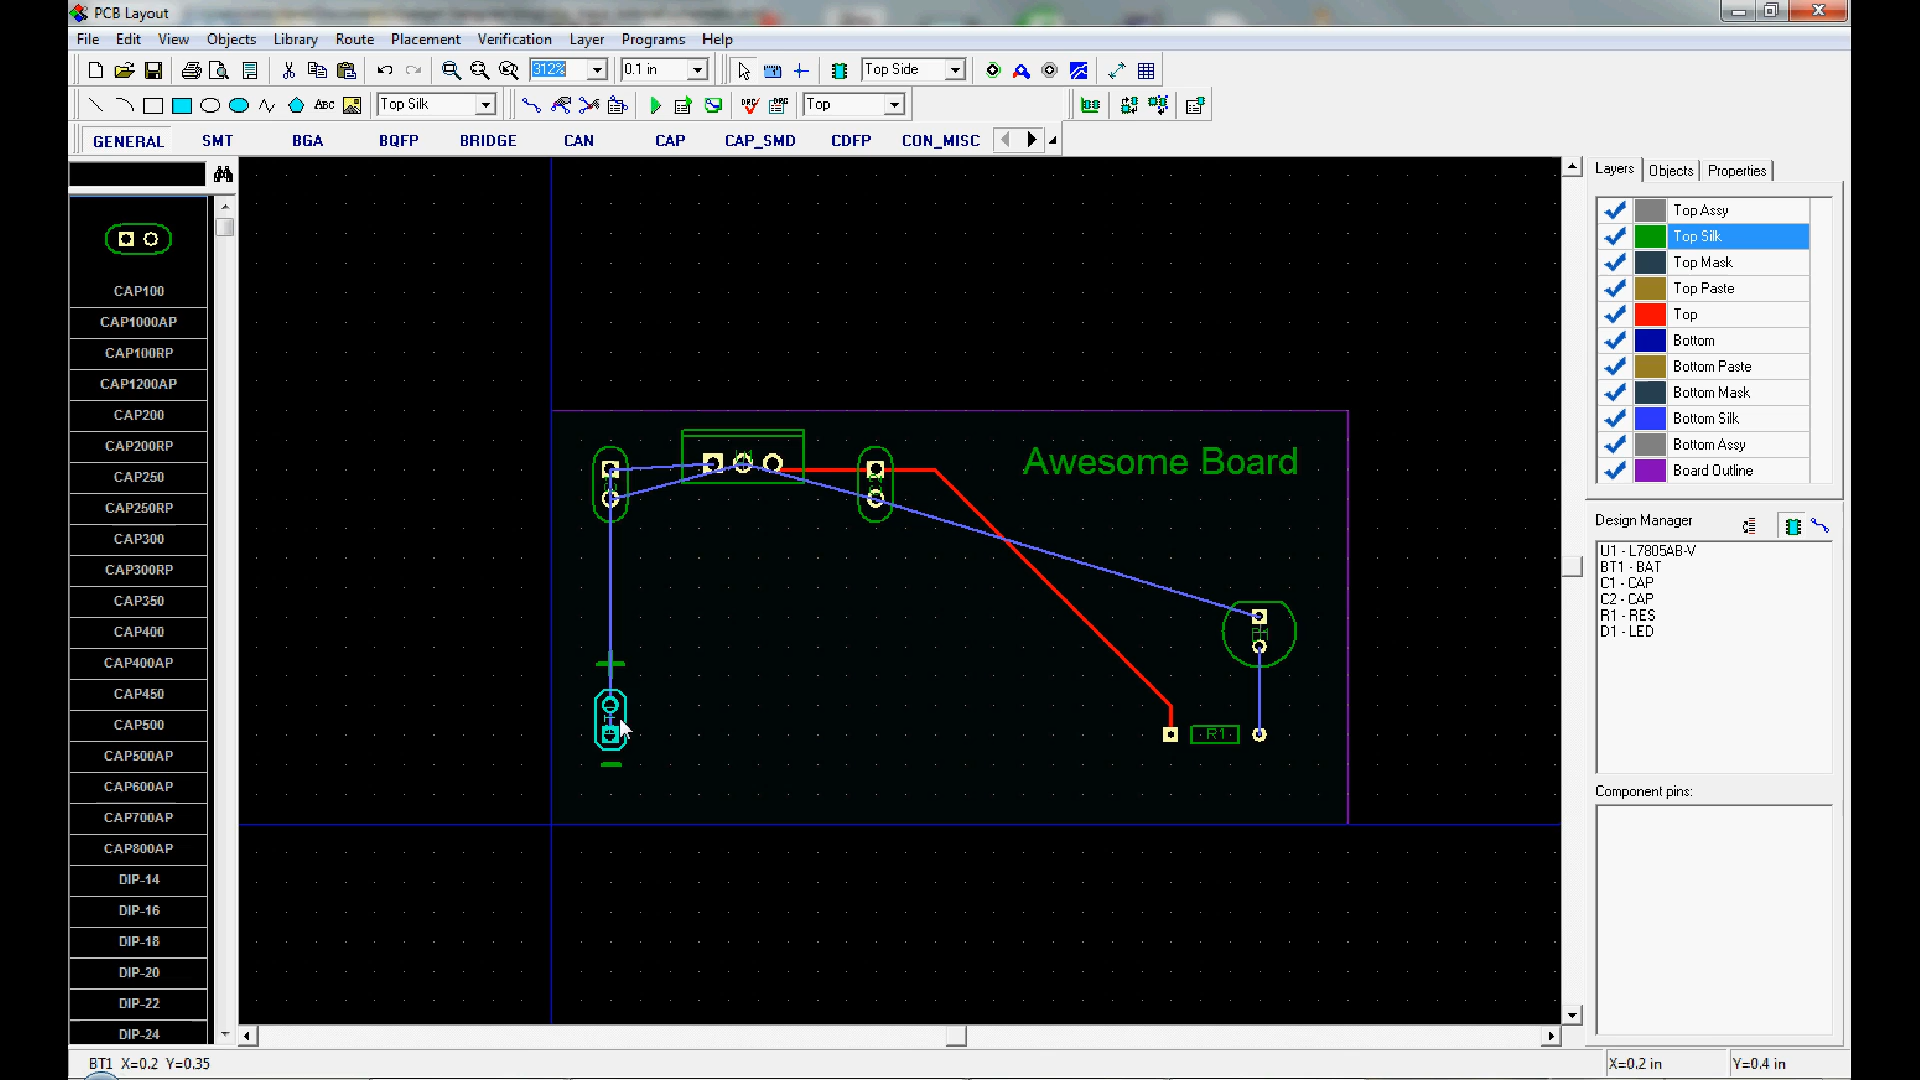 PCB Layout
File Edit View Objects Library Route Placement Verification Layer Programs Help
312% 0.1 in Top Side
ABC Top Silk DRC DRC Top
GENERAL SMT BGA BQFP BRIDGE CAN CAP CAP_SMD CDFP CON_MISC
CAP100
CAP1000AP
CAP100RP
CAP1200AP
CAP200
CAP200RP
CAP250
CAP250RP
CAP300
CAP300RP
CAP350
CAP400
CAP400AP
CAP450
CAP500
CAP500AP
CAP600AP
CAP700AP
CAP800AP
DIP-14
DIP-16
DIP-18
DIP-20
DIP-22
DIP-24
Awesome Board
R1
Layers Objects Properties
Top Assy
Top Silk
Top Mask
Top Paste
Top
Bottom
Bottom Paste
Bottom Mask
Bottom Silk
Bottom Assy
Board Outline
Design Manager
U1 - L7805AB-V
BT1 - BAT
C1 - CAP
C2 - CAP
R1 - RES
D1 - LED
Component pins:
BT1 X=0.2 Y=0.35
X=0.2 in Y=0.4 in